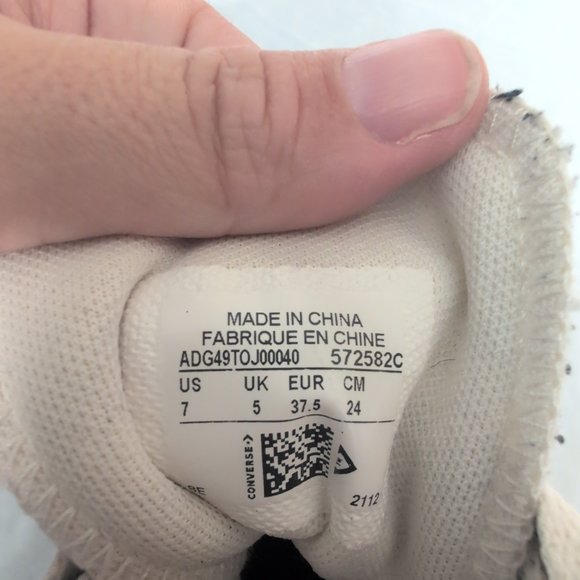 MADE IN CHINA
FABRIQUE EN CHINE
ADG49TOJ00040 572582C
US UK EUR CM
7 5 37.5 24
CONVERSE
2112